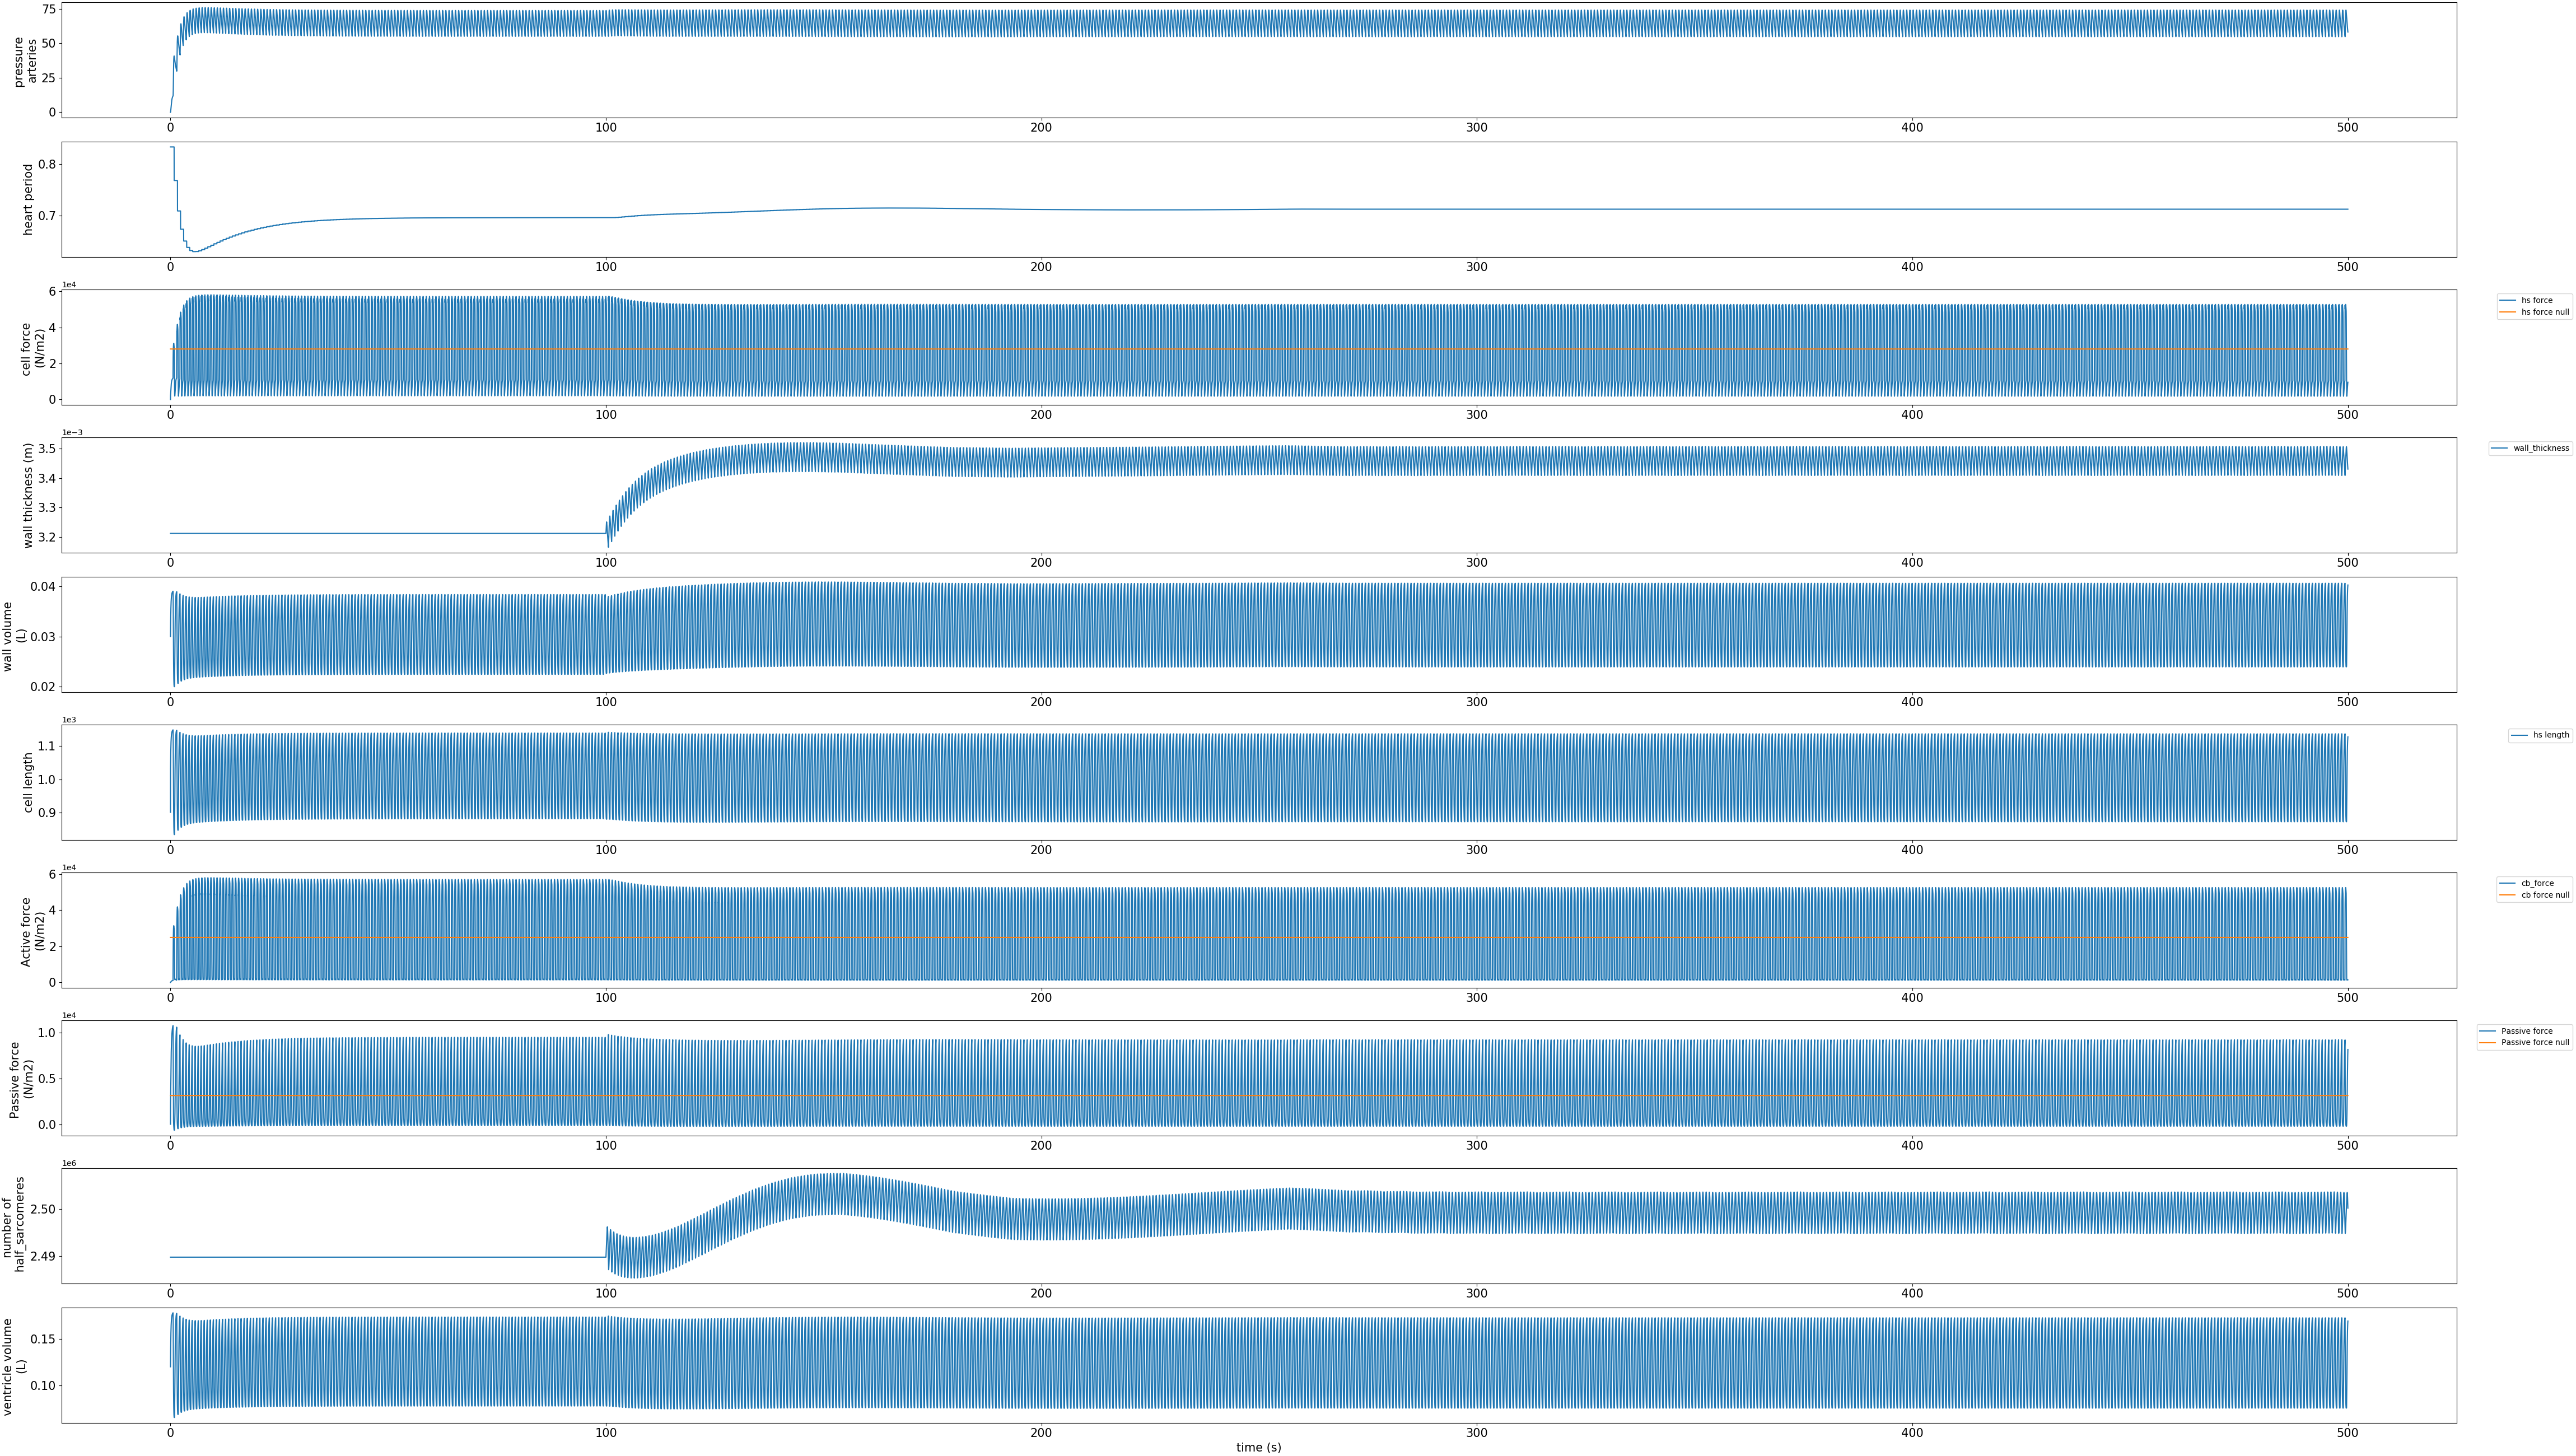 pressure
arteries
75
50
25
0
0 100 200 300 400 500
heart period
0.8
0.7
0 100 200 300 400 500
1e4
cell force
(N/m2)
6
4
2
0
0 100 200 300 400 500
hs force
hs force null
1e−3
wall thickness (m)
3.5
3.4
3.3
3.2
0 100 200 300 400 500
wall_thickness
wall volume
(L)
0.04
0.03
0.02
0 100 200 300 400 500
1e3
cell length
1.1
1.0
0.9
0 100 200 300 400 500
hs length
1e4
Active force
(N/m2)
6
4
2
0
0 100 200 300 400 500
cb_force
cb force null
1e4
Passive force
(N/m2)
1.0
0.5
0.0
0 100 200 300 400 500
Passive force
Passive force null
1e6
number of
half_sarcomeres
2.50
2.49
0 100 200 300 400 500
ventricle volume
(L)
0.15
0.10
0 100 200 300 400 500
time (s)